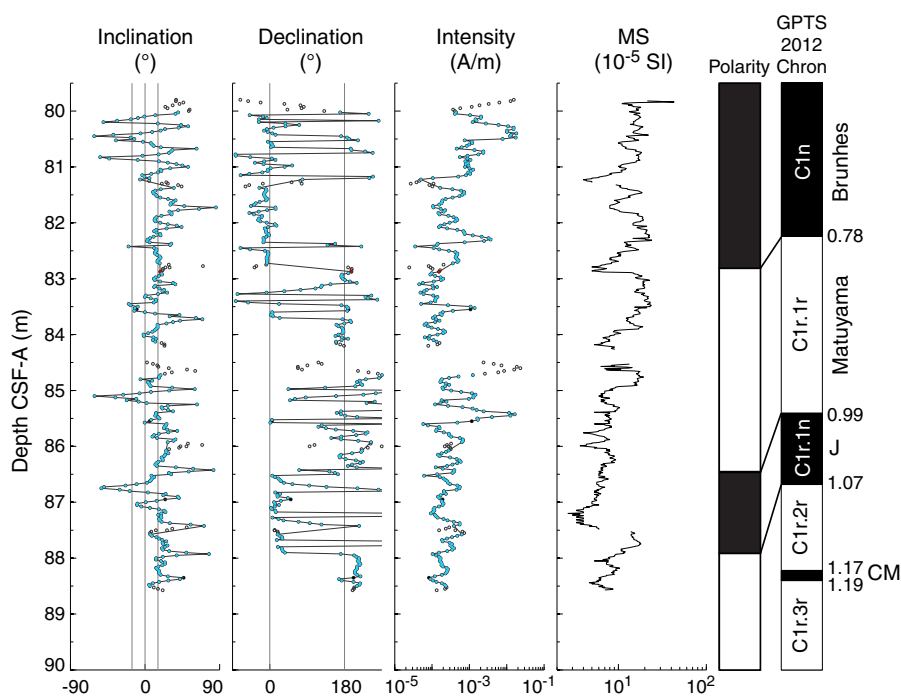 Inclination
(°)
Declination
(°)
Intensity
(A/m)
MS
(10-5 SI)
Polarity
GPTS
2012
Chron
Depth CSF-A (m)
80
81
82
83
84
85
86
87
88
89
90
-90 0 90
0 180
10-5 10-3 10-1
101 102
C1n
C1r.1r
C1r.1n
C1r.2r
C1r.3r
0.78
0.99
1.07
1.17
1.19
Brunhes
Matuyama
J
CM